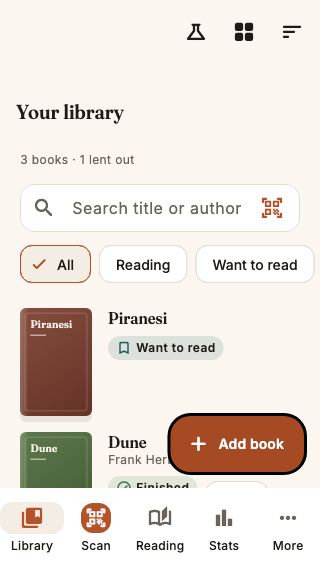 Your library
3 books · 1 lent out
Search title or author
All
Reading
Want to read
Piranesi
Piranesi
Want to read
Dune
Dune
Frank
Finished
Add book
Library
Scan
Reading
Stats
More